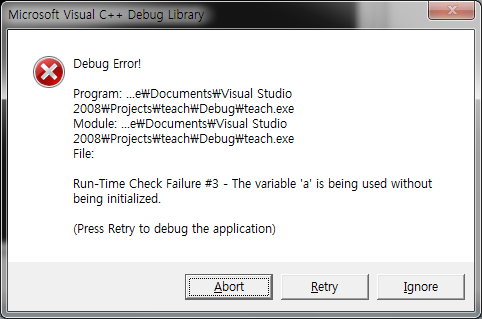 Microsoft Visual C++ Debug Library
Debug Error!
Program: ...e₩Documents₩Visual Studio
2008₩Projects₩teach₩Debug₩teach.exe
Module: ...e₩Documents₩Visual Studio
2008₩Projects₩teach₩Debug₩teach.exe
File:
Run-Time Check Failure #3 - The variable 'a' is being used without
being initialized.
(Press Retry to debug the application)
Abort
Retry
Ignore